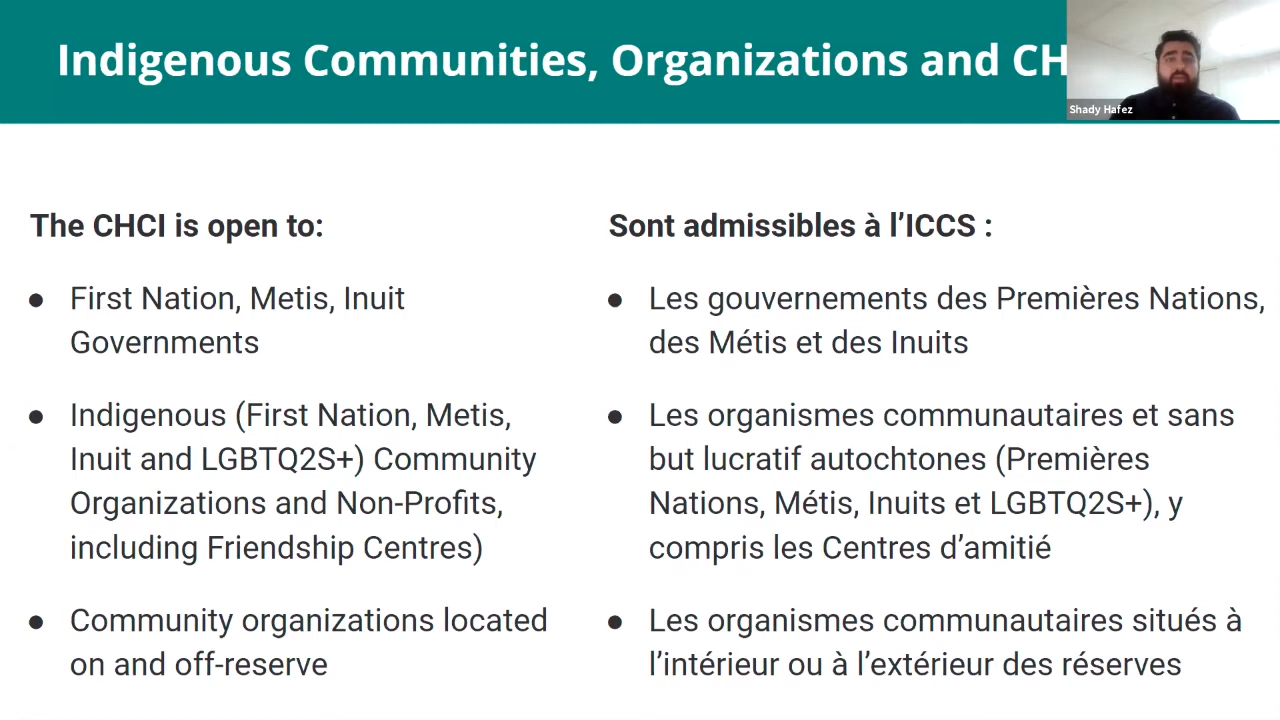 Indigenous Communities, Organizations and CH
Shady Hafez
The CHCI is open to:
● First Nation, Metis, Inuit
Governments
● Indigenous (First Nation, Metis,
Inuit and LGBTQ2S+) Community
Organizations and Non-Profits,
including Friendship Centres)
● Community organizations located
on and off-reserve
Sont admissibles à l’ICCS :
● Les gouvernements des Premières Nations,
des Métis et des Inuits
● Les organismes communautaires et sans
but lucratif autochtones (Premières
Nations, Métis, Inuits et LGBTQ2S+), y
compris les Centres d’amitié
● Les organismes communautaires situés à
l’intérieur ou à l’extérieur des réserves